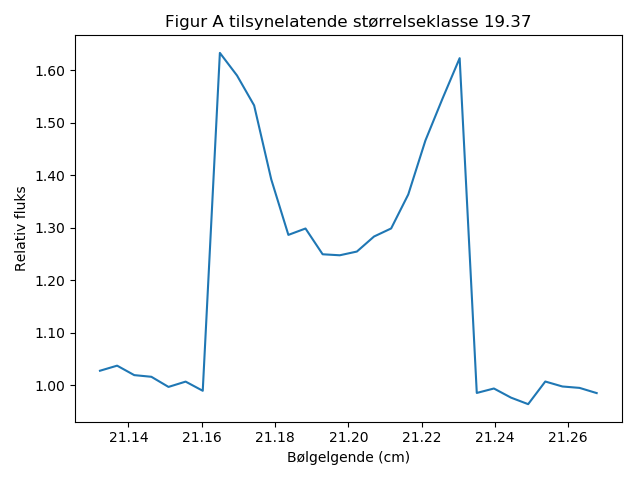 Figur A tilsynelatende størrelseklasse 19.37
Relativ fluks
1.60
1.50
1.40
1.30
1.20
1.10
1.00
21.14 21.16 21.18 21.20 21.22 21.24 21.26
Bølgelgende (cm)